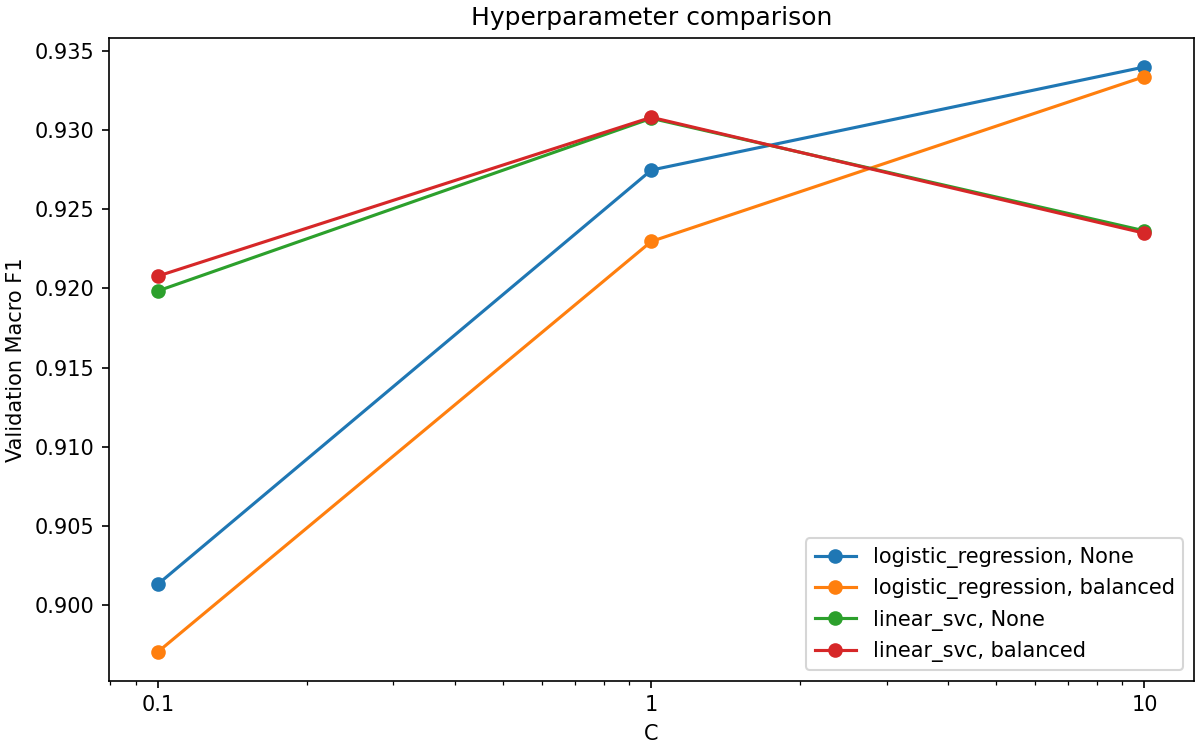 Hyperparameter comparison
Validation Macro F1
0.935
0.930
0.925
0.920
0.915
0.910
0.905
0.900
logistic_regression, None
logistic_regression, balanced
linear_svc, None
linear_svc, balanced
0.1
1
10
C